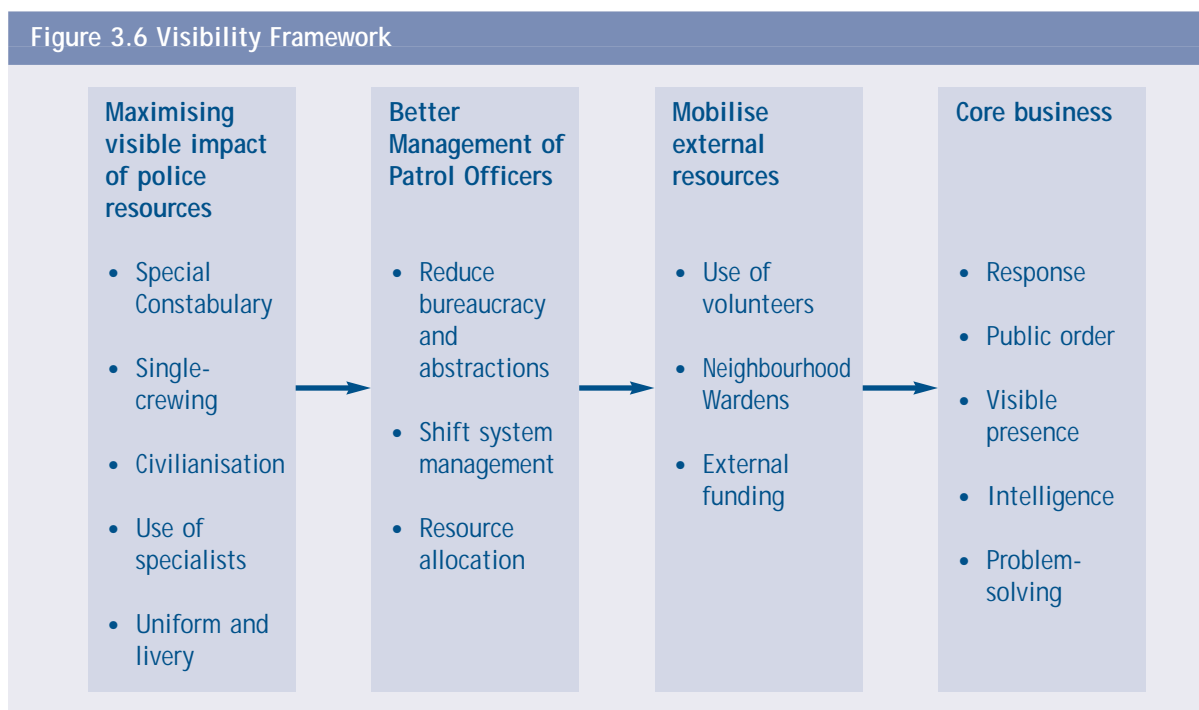 Figure 3.6 Visibility Framework
Maximising
visible impact
of police
resources
• Special
Constabulary
• Single-
crewing
• Civilianisation
• Use of
specialists
• Uniform and
livery
Better
Management of
Patrol Officers
• Reduce
bureaucracy
and
abstractions
• Shift system
management
• Resource
allocation
Mobilise
external
resources
• Use of
volunteers
• Neighbourhood
Wardens
• External
funding
Core business
• Response
• Public order
• Visible
presence
• Intelligence
• Problem-
solving